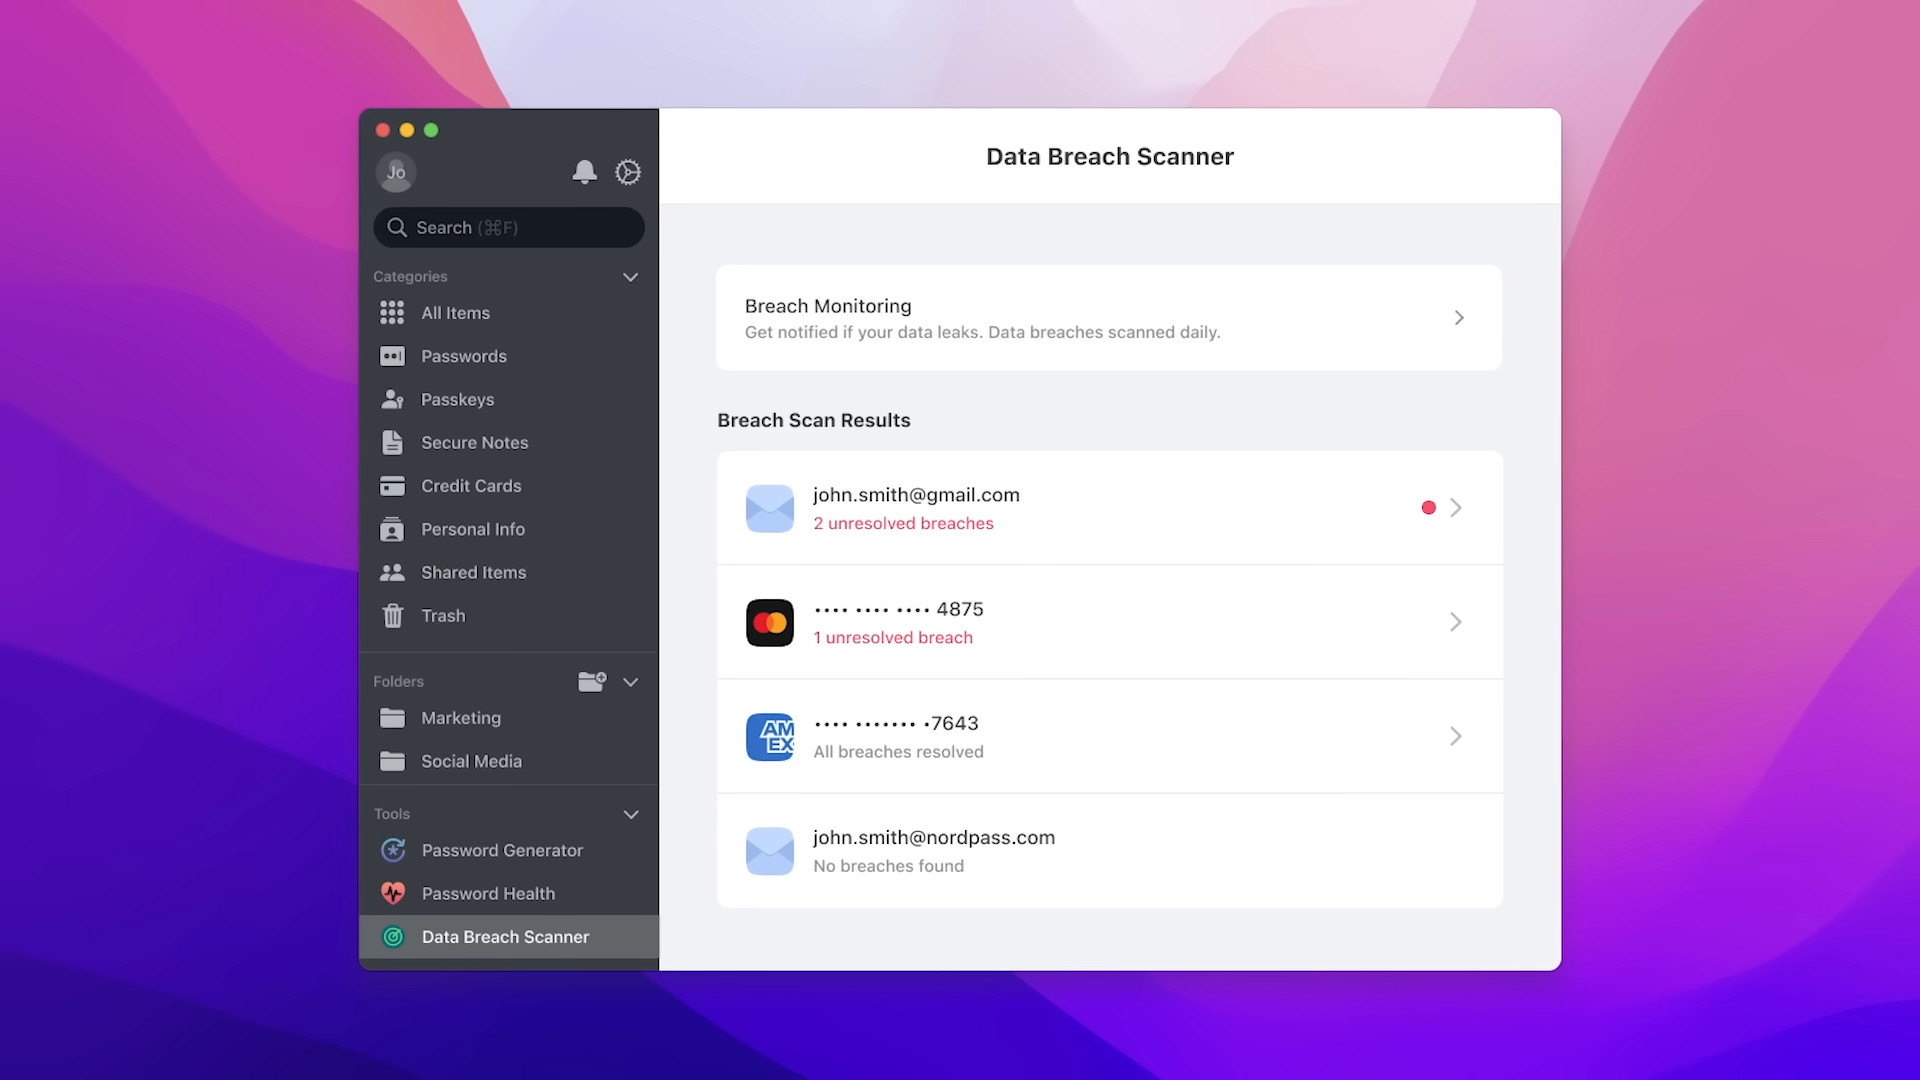 Jo
Search (⌘F)
Categories
All Items
Passwords
Passkeys
Secure Notes
Credit Cards
Personal Info
Shared Items
Trash
Folders
Marketing
Social Media
Tools
Password Generator
Password Health
Data Breach Scanner
Data Breach Scanner
Breach Monitoring
Get notified if your data leaks. Data breaches scanned daily.
Breach Scan Results
john.smith@gmail.com
2 unresolved breaches
•••• •••• •••• 4875
1 unresolved breach
AM
EX
•••• ••••••• •7643
All breaches resolved
john.smith@nordpass.com
No breaches found